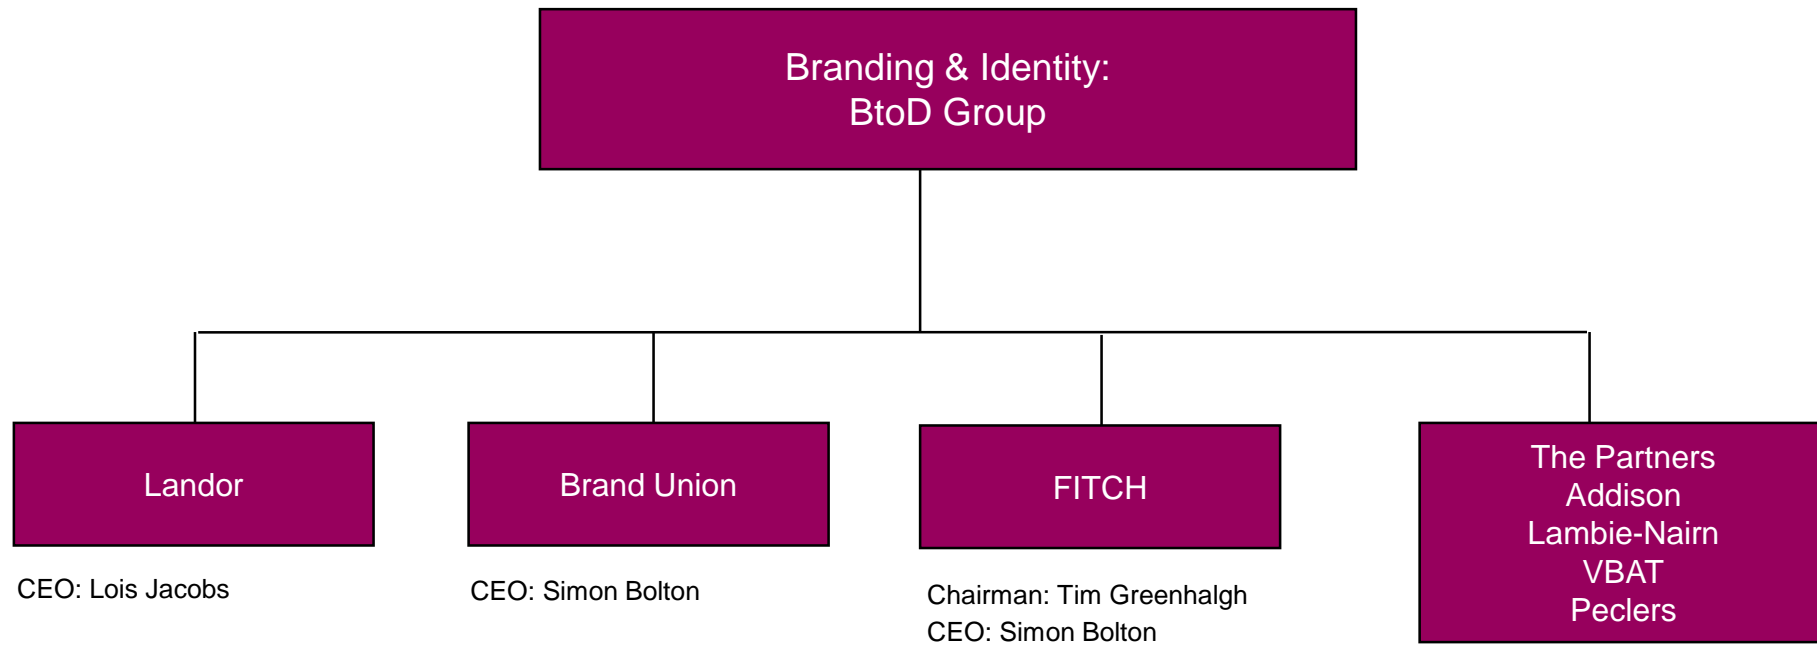 Branding & Identity:
BtoD Group
Landor
Brand Union
FITCH
The Partners
Addison
Lambie-Nairn
VBAT
Peclers
CEO: Lois Jacobs
CEO: Simon Bolton
Chairman: Tim Greenhalgh
CEO: Simon Bolton